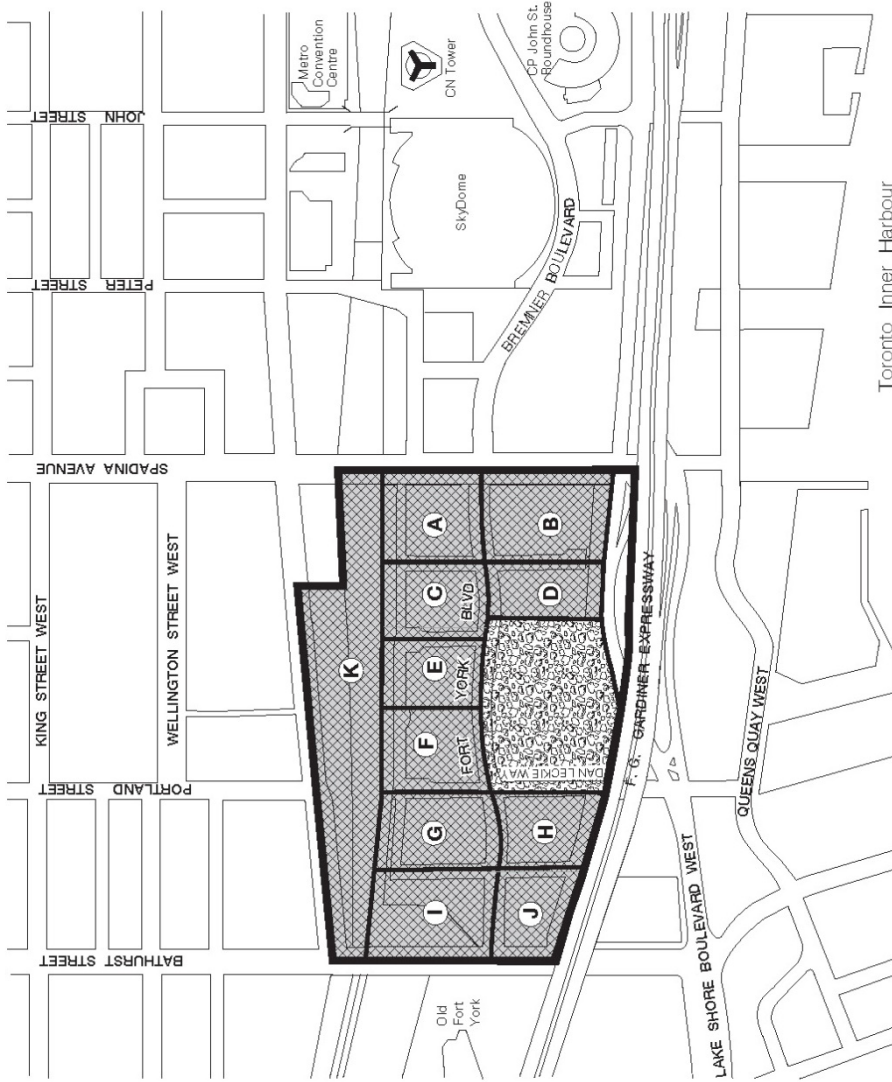 JOHN STREET
PETER STREET
SPADINA AVENUE
PORTLAND STREET
BATHURST STREET
KING STREET WEST
WELLINGTON STREET WEST
Metro
Convention
Centre
CN Tower
CP John St.
Roundhouse
SkyDome
BREMNER BOULEVARD
A
B
C
D
E
F
G
H
I
J
K
FORT YORK BLVD
DAN LECKIE WAY
F. G. GARDINER EXPRESSWAY
Old
Fort
York
LAKE SHORE BOULEVARD WEST
QUEENS QUAY WEST
Toronto Inner Harbour